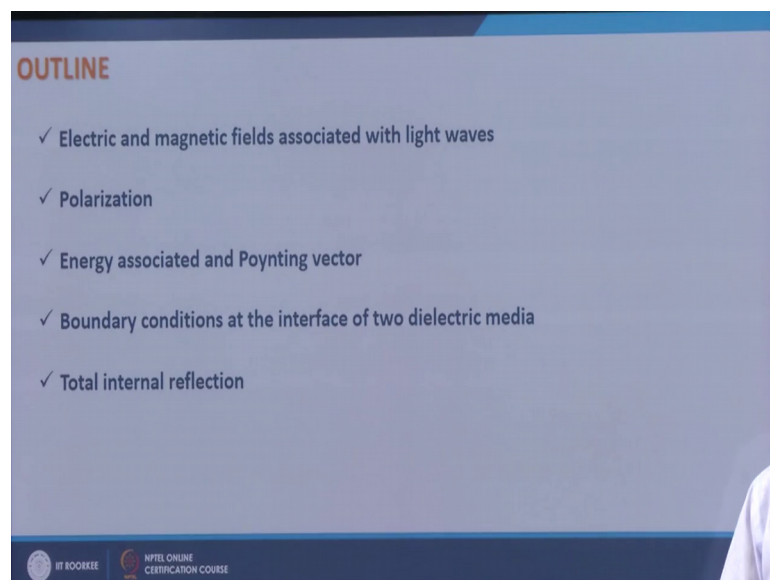 OUTLINE
✓ Electric and magnetic fields associated with light waves
✓ Polarization
✓ Energy associated and Poynting vector
✓ Boundary conditions at the interface of two dielectric media
✓ Total internal reflection
IIT ROORKEE
NPTEL ONLINE
CERTIFICATION COURSE